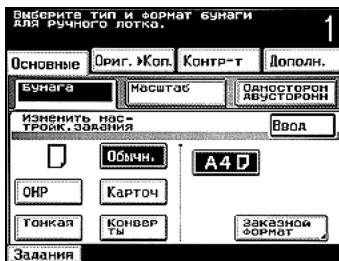 Выберите тип и формат бумаги
для ручного лотка.
1
Основные Ориг.→Коп. Контр-т Дополн.
Бумага Масштаб Односторон
двусторонн
Изменить нас-
тройк.задания Ввод
Обычн. A4
OHP Карточ
Тонкая Конвер
ты Заказной
формат
Задания